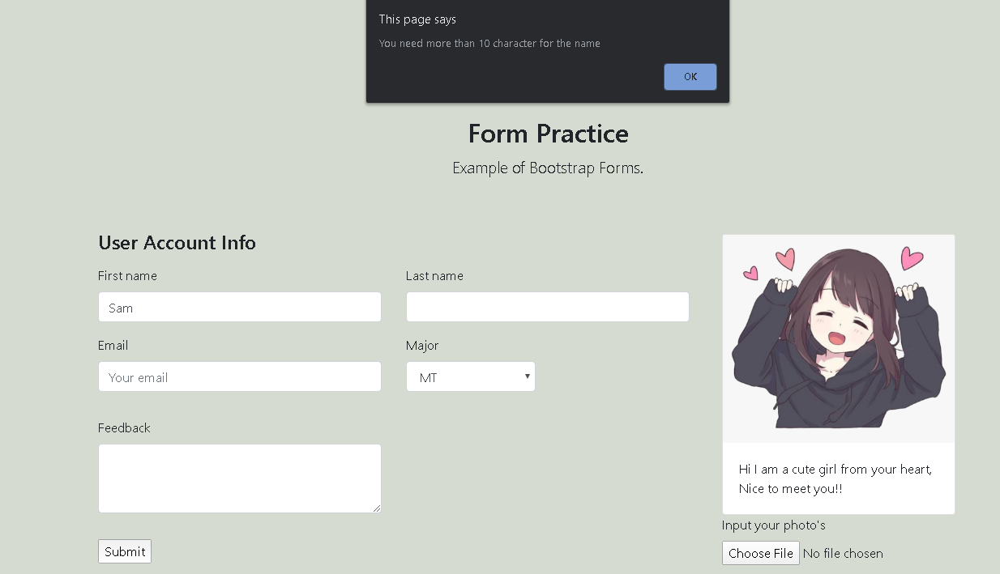 This page says
You need more than 10 character for the name
OK
Form Practice
Example of Bootstrap Forms.
User Account Info
First name
Last name
Sam
Email
Major
Your email
MT
Feedback
Submit
Hi I am a cute girl from your heart,
Nice to meet you!!
Input your photo's
Choose File No file chosen